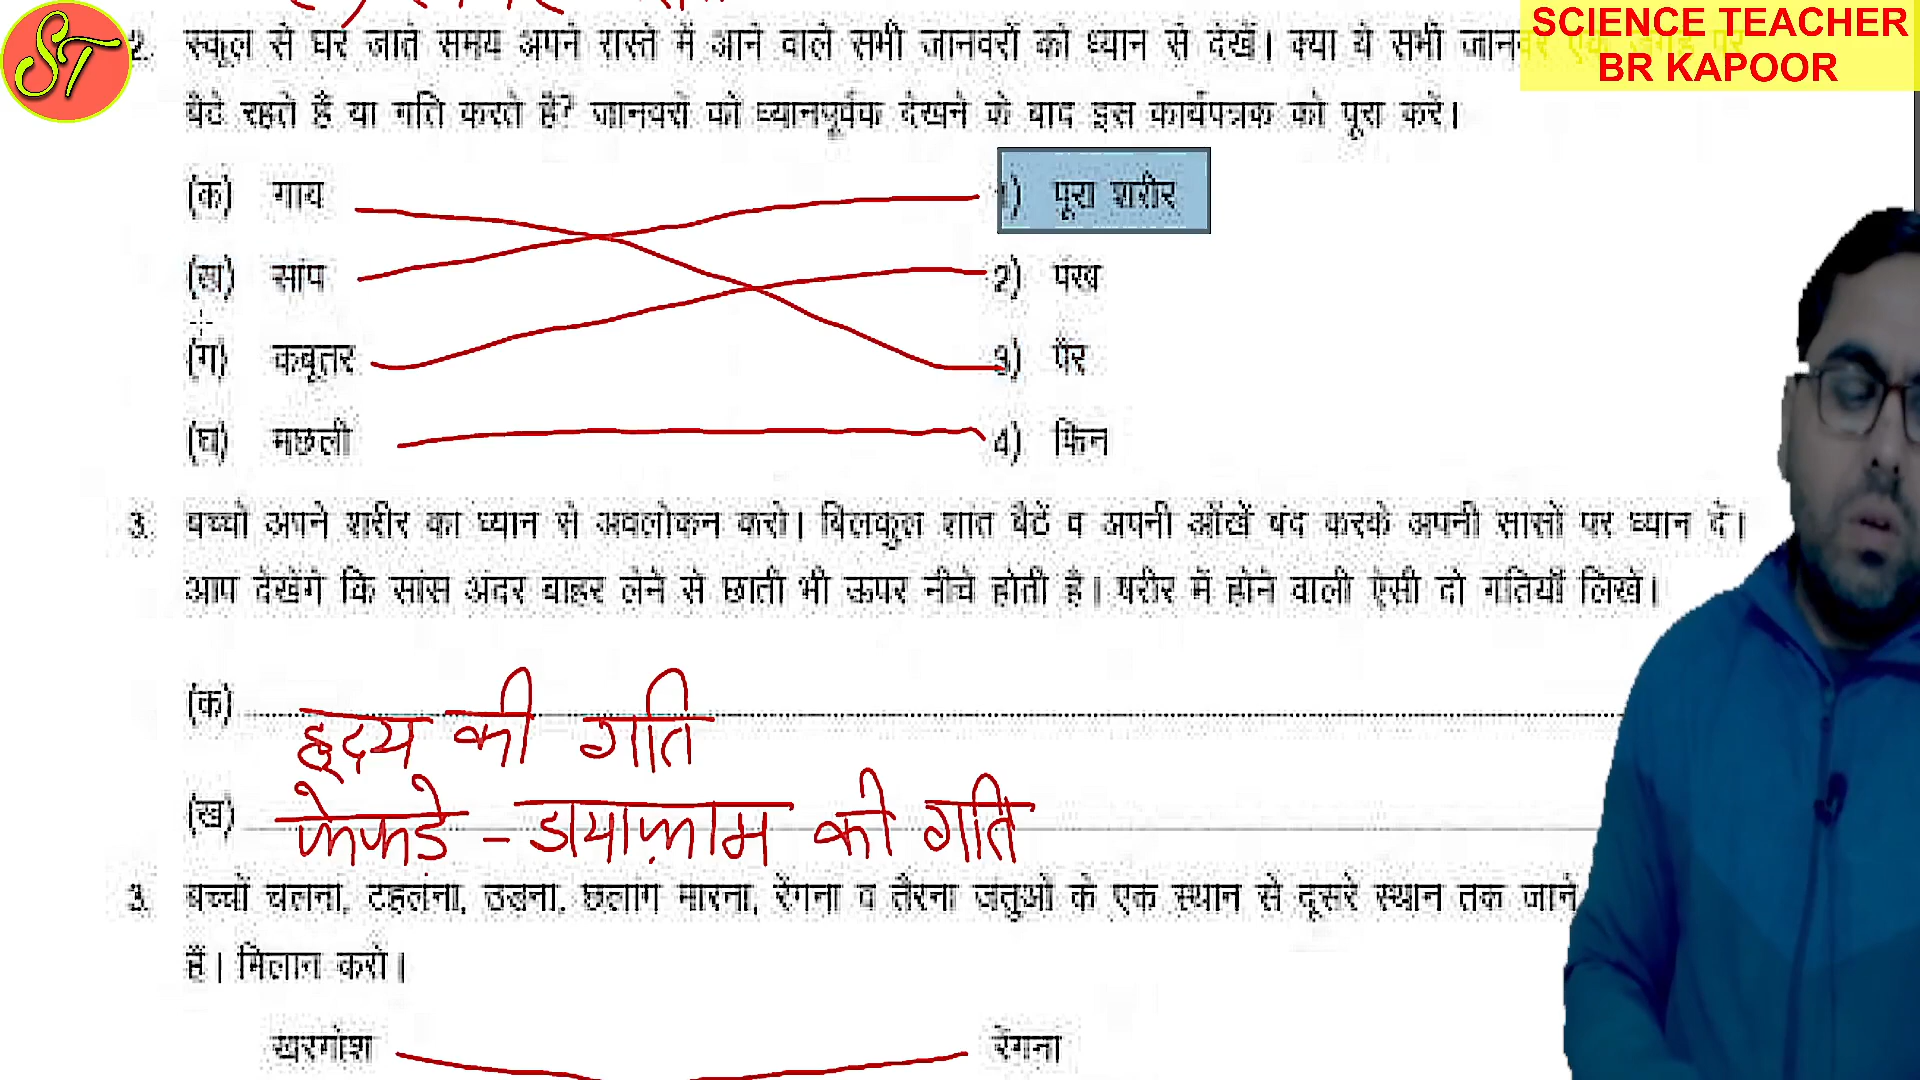 ST
SCIENCE TEACHER
BR KAPOOR
2. स्कूल से घर जाते समय अपने रास्ते में आने वाले सभी जानवरों को ध्यान से देखें। क्या ये सभी जानवर एक जगह पर
बैठे रहते हैं या गति करते हैं? जानवरों को ध्यानपूर्वक देखने के बाद इस कार्यपत्रक को पूरा करें।
(क) गाय 1) पूरा शरीर
(ख) सांप 2) पंख
(ग) कबूतर 3) पैर
(घ) मछली 4) फिन
3. बच्चों अपने शरीर का ध्यान से अवलोकन करो। बिलकुल शांत बैठें व अपनी आँखें बंद करके अपनी सांसों पर ध्यान दें।
आप देखेंगे कि सांस अंदर बाहर लेने से छाती भी ऊपर नीचे होती है। शरीर में होने वाली ऐसी दो गतियाँ लिखें।
(क) हृदय की गति
(ख) फेफड़े - डायाफ़्राम की गति
3. बच्चों चलना, टहलना, उड़ना, छलांग मारना, रेंगना व तैरना जंतुओं के एक स्थान से दूसरे स्थान तक जाने
हैं। मिलान करो।
खरगोश रेंगना